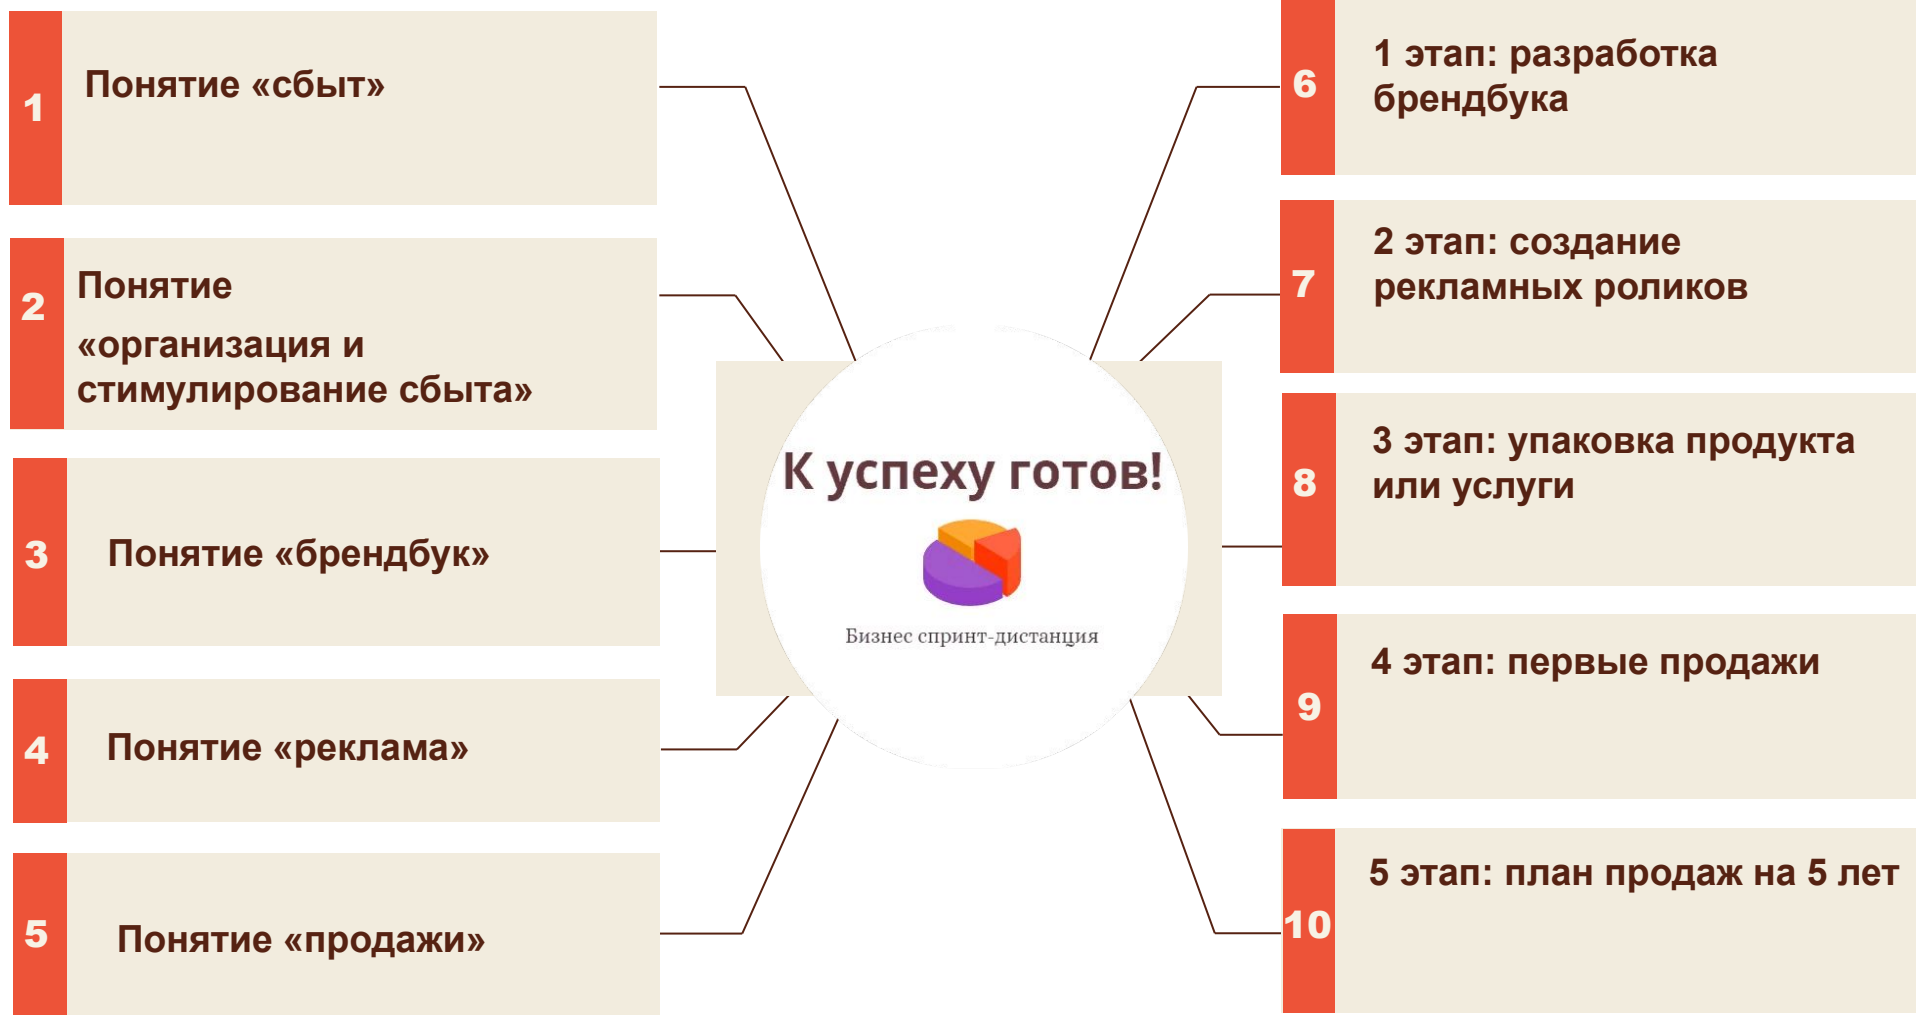 1
Понятие «сбыт»
2
Понятие
«организация и
стимулирование сбыта»
3
Понятие «брендбук»
4
Понятие «реклама»
5
Понятие «продажи»
К успеху готов!
Бизнес спринт-дистанция
6
1 этап: разработка
брендбука
7
2 этап: создание
рекламных роликов
8
3 этап: упаковка продукта
или услуги
9
4 этап: первые продажи
10
5 этап: план продаж на 5 лет